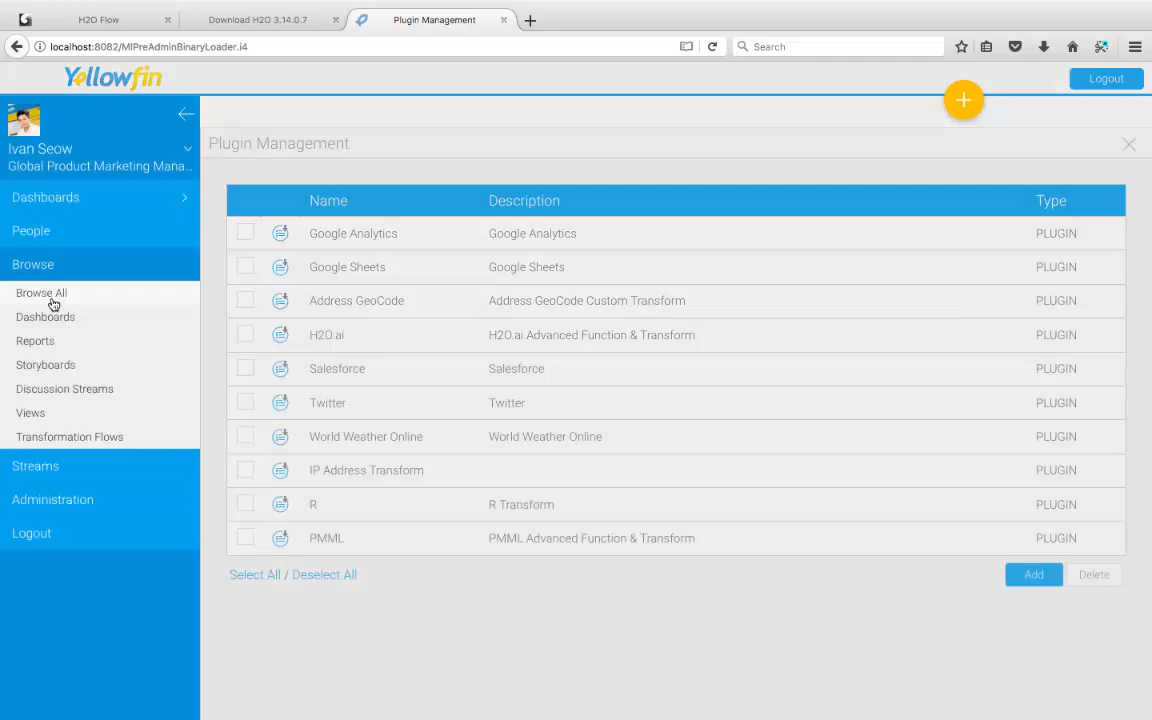 H2O Flow
Download H2O 3.14.0.7
Plugin Management
localhost:8082/MIPreAdminBinaryLoader.i4
Search
Yellowfin
Logout
Ivan Seow
Global Product Marketing Mana...
Dashboards
People
Browse
Browse All
Dashboards
Reports
Storyboards
Discussion Streams
Views
Transformation Flows
Streams
Administration
Logout
Plugin Management
Name Description Type
Google Analytics Google Analytics PLUGIN
Google Sheets Google Sheets PLUGIN
Address GeoCode Address GeoCode Custom Transform PLUGIN
H2O.ai H2O.ai Advanced Function & Transform PLUGIN
Salesforce Salesforce PLUGIN
Twitter Twitter PLUGIN
World Weather Online World Weather Online PLUGIN
IP Address Transform PLUGIN
R R Transform PLUGIN
PMML PMML Advanced Function & Transform PLUGIN
Select All / Deselect All
Add
Delete